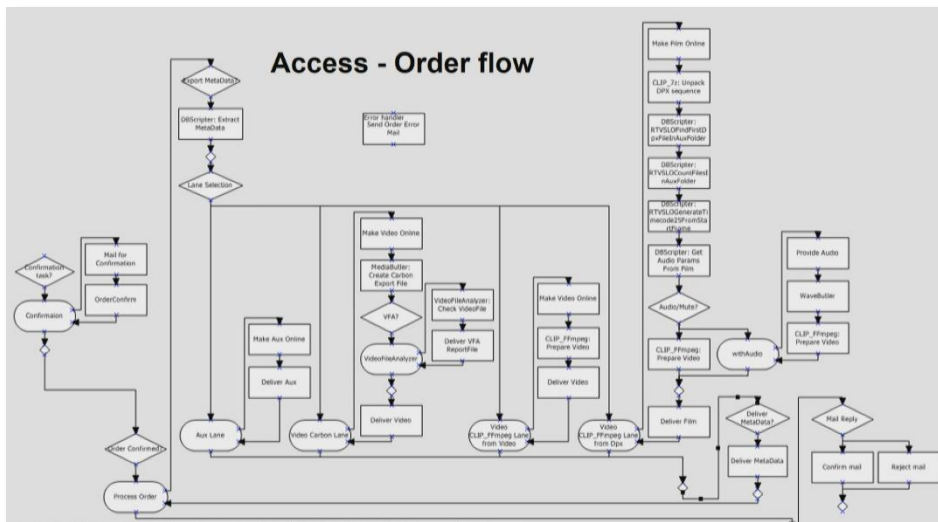 Access - Order flow
Export MetaData?
DBScripter: Extract
MetaData
Lane Selection
Error handler
Send Order Error
Mail
Make Film Online
CLIP_7z: Unpack
DPX sequence
DBScripter:
RTVSLOFindFirstD
pxFileInAuxFolder
DBScripter:
RTVSLOCountFilesI
nAuxFolder
DBScripter:
RTVSLOGenerateTi
mecode25FromSta
rtFrame
DBScripter: Get
Audio Params
From Film
Audio/Mute?
CLIP_FFmpeg:
Prepare Video
withAudio
Deliver Film
Provide Audio
WaveButler
CLIP_FFmpeg:
Prepare Video
Confirmation
task?
Confirmaion
Mail for
Confirmation
OrderConfirm
Make Video Online
MediaButler:
Create Carbon
Export File
VFA?
VideoFileAnalyzer
VideoFileAnalyzer:
Check VideoFile
Deliver VFA
ReportFile
Deliver Video
Make Aux Online
Deliver Aux
Make Video Online
CLIP_FFmpeg:
Prepare Video
Deliver Video
Order Confirmed?
Process Order
Aux Lane
Video Carbon Lane
Video
CLIP_FFmpeg Lane
from Video
Video
CLIP_FFmpeg Lane
from Dpx
Deliver
MetaData?
Deliver MetaData
Mail Reply
Confirm mail
Reject mail